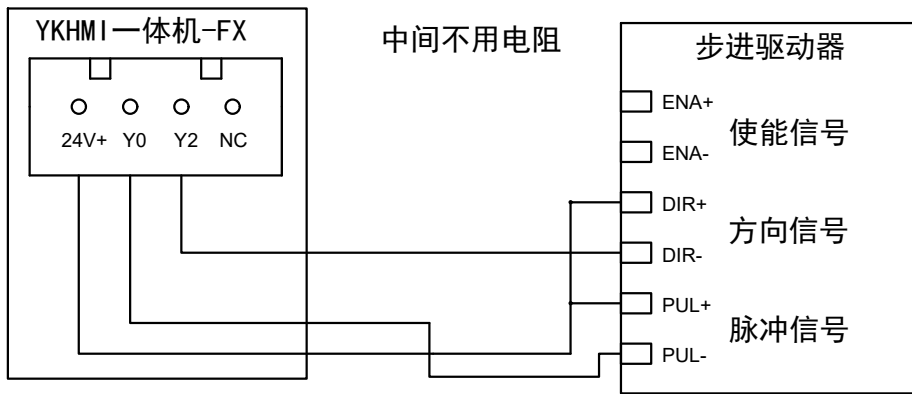 YKHMI一体机-FX
中间不用电阻
步进驱动器
24V+ Y0 Y2 NC
ENA+
使能信号
ENA-
DIR+
方向信号
DIR-
PUL+
脉冲信号
PUL-